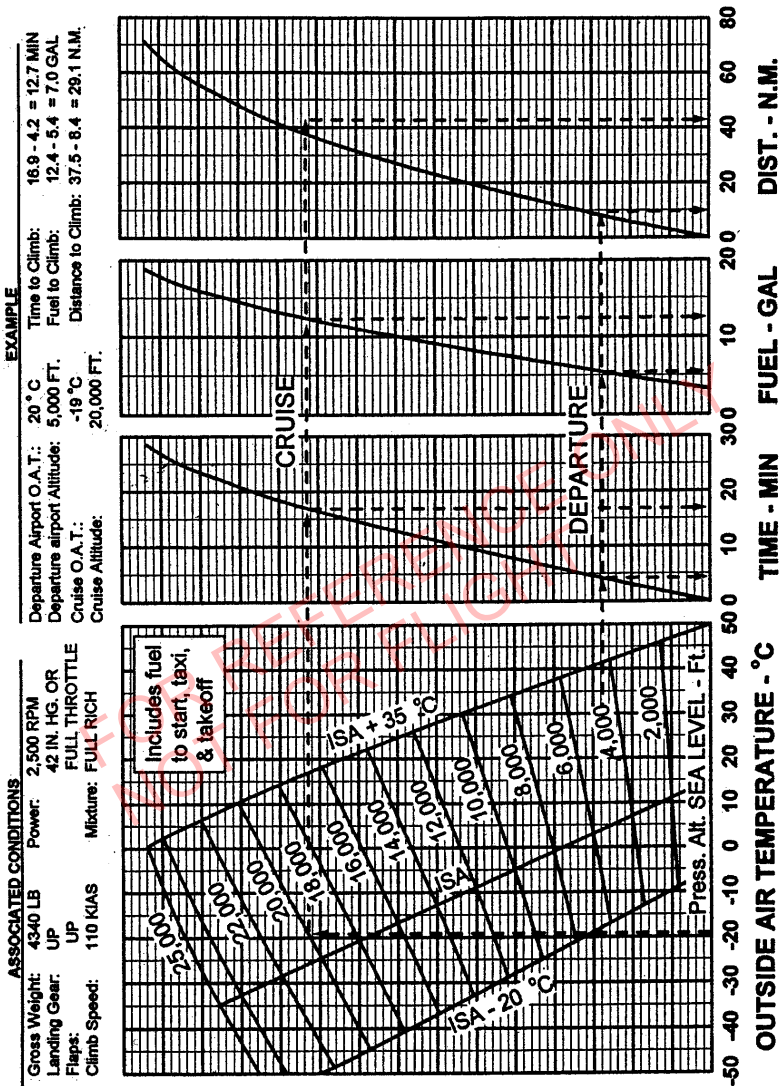 ASSOCIATED CONDITIONS
Gross Weight: 4340 LB
Landing Gear: UP
Flaps: UP
Climb Speed: 110 KIAS
Power: 2,500 RPM
42 IN. HG. OR
FULL THROTTLE
Mixture: FULL RICH
EXAMPLE
Departure Airport O.A.T.: 20° C
Departure airport Altitude: 5,000 FT.
Cruise O.A.T.: -19 °C
Cruise Altitude: 20,000 FT.
Time to Climb: 16.9 - 4.2 = 12.7 MIN
Fuel to Climb: 12.4 - 5.4 = 7.0 GAL
Distance to Climb: 37.5 - 8.4 = 29.1 N.M.
Includes fuel
to start, taxi,
& takeoff
ISA + 35 °C
ISA
ISA - 20 °C
25,000
22,000
20,000
18,000
16,000
14,000
12,000
10,000
8,000
6,000
4,000
2,000
Press. Alt. SEA LEVEL - Ft.
CRUISE
DEPARTURE
-50 -40 -30 -20 -10 0 10 20 30 40 50
0 10 20 30
0 10 20
0 20 40 60 80
OUTSIDE AIR TEMPERATURE - °C
TIME - MIN
FUEL - GAL
DIST. - N.M.
FOR REFERENCE ONLY
NOT FOR FLIGHT